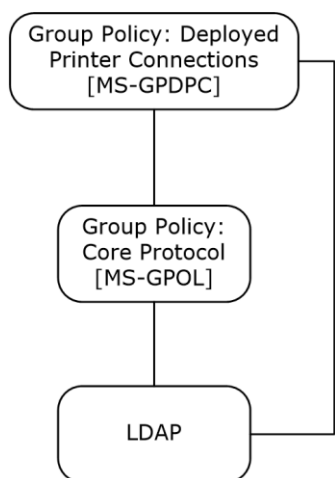 Group Policy: Deployed
Printer Connections
[MS-GPDPC]
Group Policy:
Core Protocol
[MS-GPOL]
LDAP